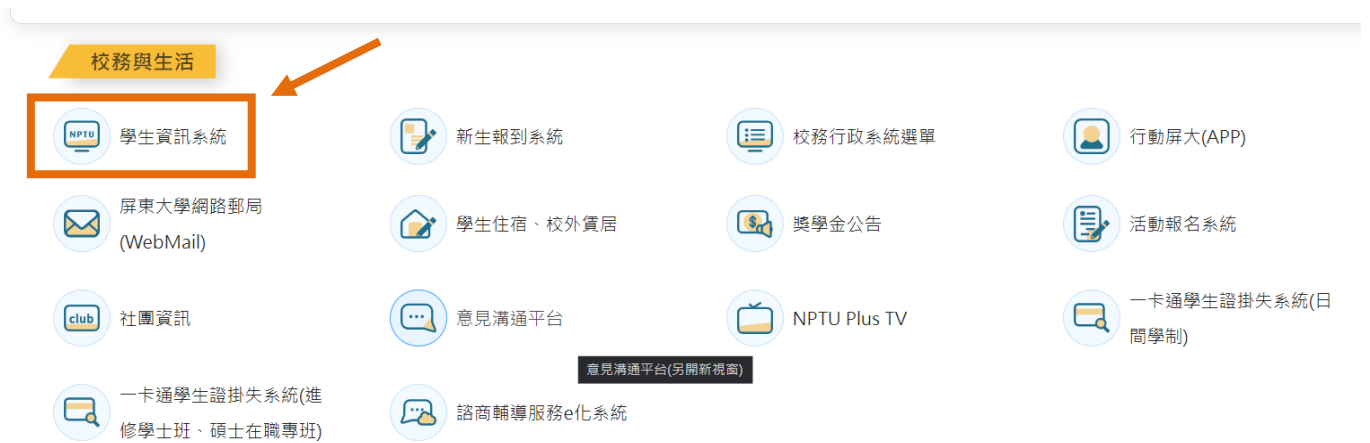 校務與生活
NPTU
學生資訊系統
新生報到系統
校務行政系統選單
行動屏大(APP)
屏東大學網路郵局
(WebMail)
學生住宿、校外賃居
獎學金公告
活動報名系統
club
社團資訊
意見溝通平台
NPTU Plus TV
一卡通學生證掛失系統(日
間學制)
意見溝通平台(另開新視窗)
一卡通學生證掛失系統(進
修學士班、碩士在職專班)
諮商輔導服務e化系統